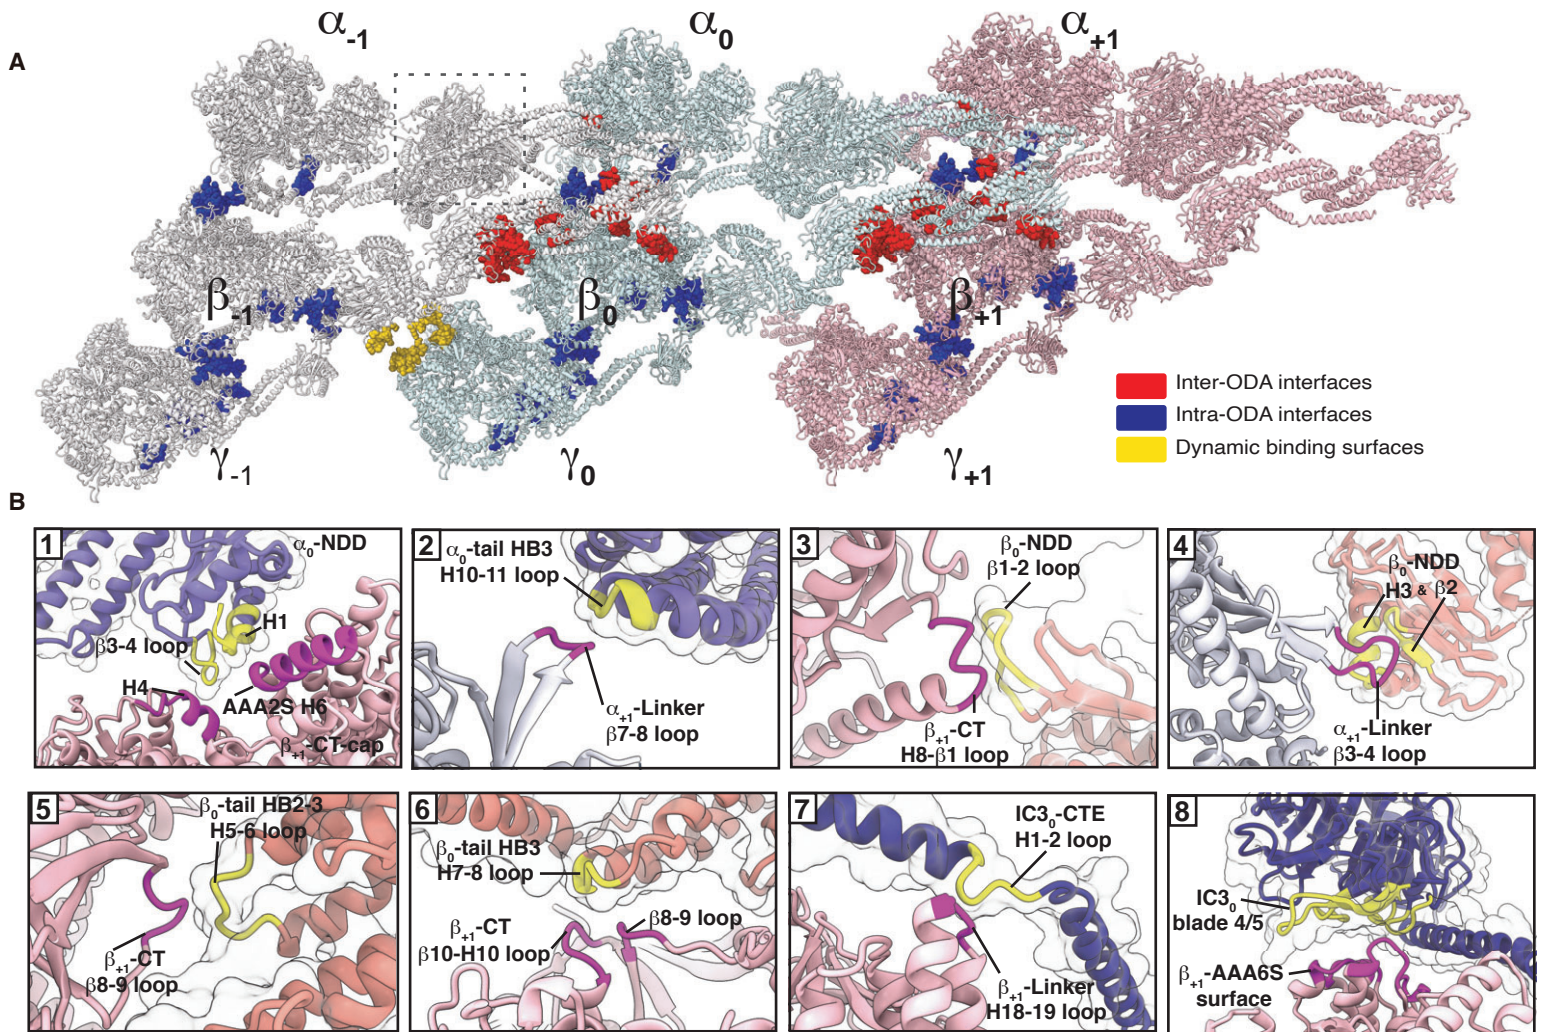 A
α-1
α0
α+1
β-1
β0
β+1
γ-1
γ0
γ+1
Inter-ODA interfaces
Intra-ODA interfaces
Dynamic binding surfaces
B
1
α0-NDD
H1
β3-4 loop
H4
AAA2S H6
β+1-CT-cap
2
α0-tail HB3
H10-11 loop
α+1-Linker
β7-8 loop
3
β0-NDD
β1-2 loop
β+1-CT
H8-β1 loop
4
β0-NDD
H3 & β2
α+1-Linker
β3-4 loop
5
β0-tail HB2-3
H5-6 loop
β+1-CT
β8-9 loop
6
β0-tail HB3
H7-8 loop
β8-9 loop
β+1-CT
β10-H10 loop
7
IC30-CTE
H1-2 loop
β+1-Linker
H18-19 loop
8
IC30
blade 4/5
β+1-AAA6S
surface